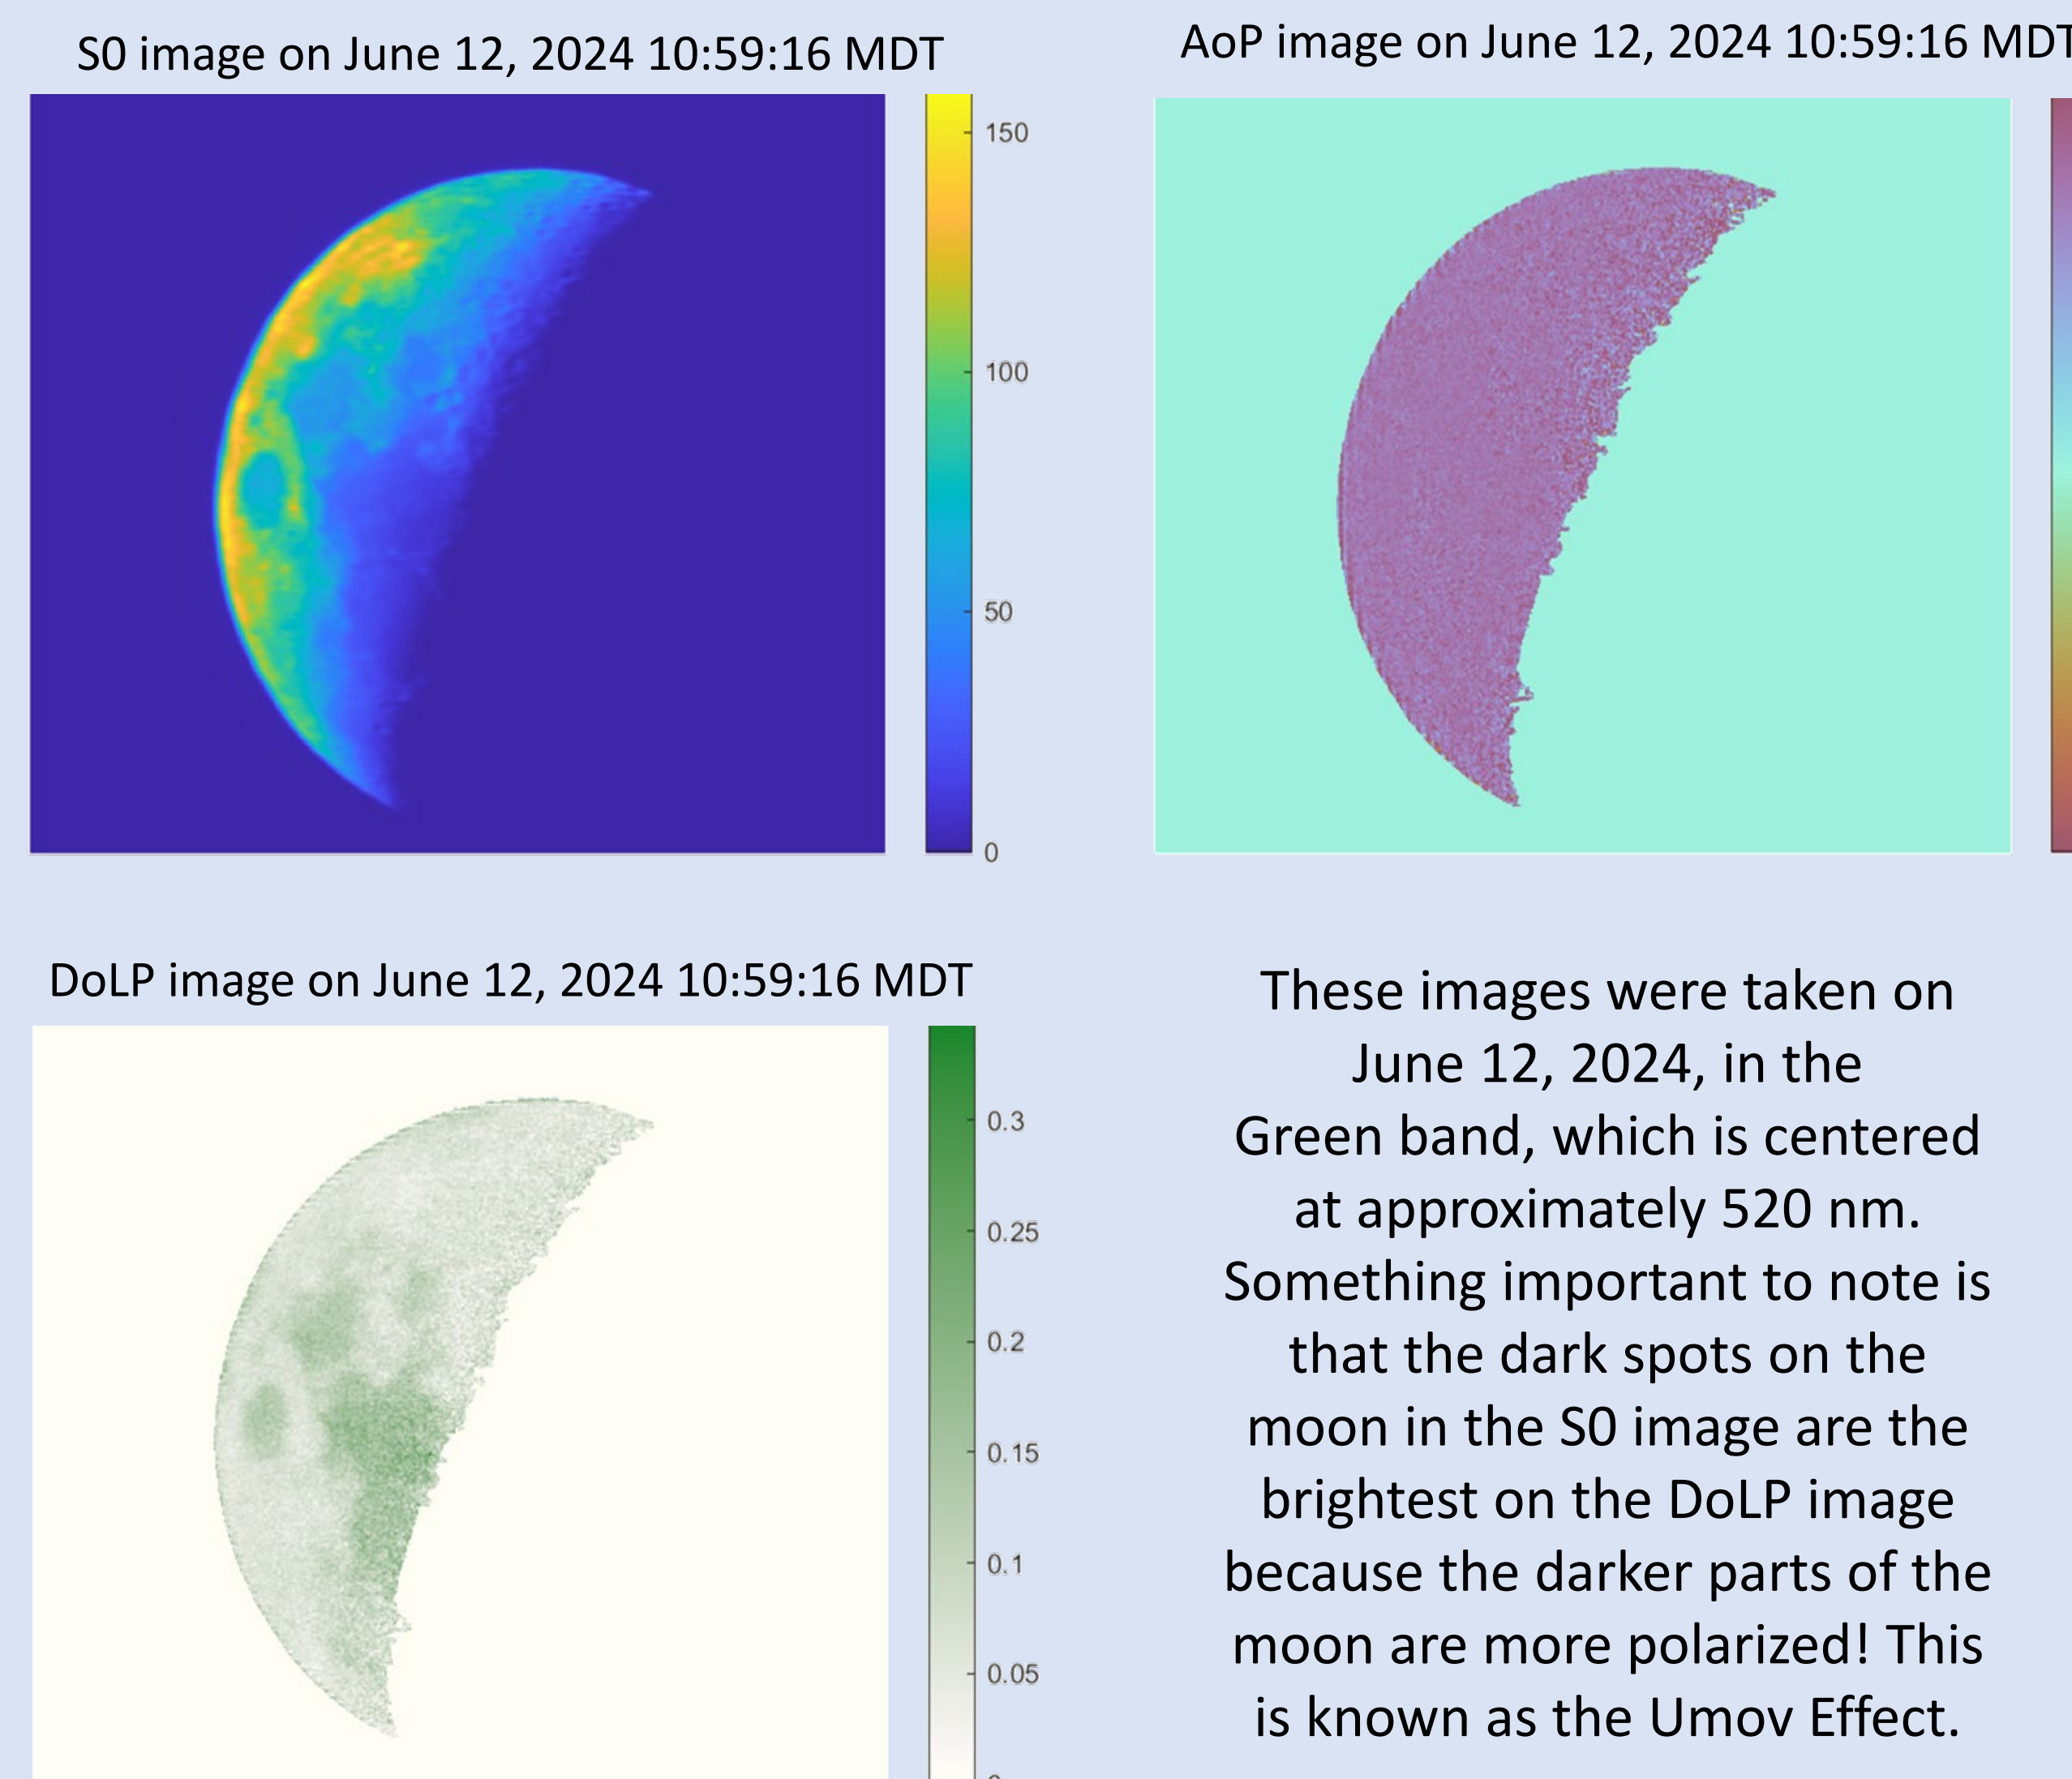 S0 image on June 12, 2024 10:59:16 MDT
150
100
50
0
AoP image on June 12, 2024 10:59:16 MDT
DoLP image on June 12, 2024 10:59:16 MDT
0.3
0.25
0.2
0.15
0.1
0.05
These images were taken on
June 12, 2024, in the
Green band, which is centered
at approximately 520 nm.
Something important to note is
that the dark spots on the
moon in the S0 image are the
brightest on the DoLP image
because the darker parts of the
moon are more polarized! This
is known as the Umov Effect.